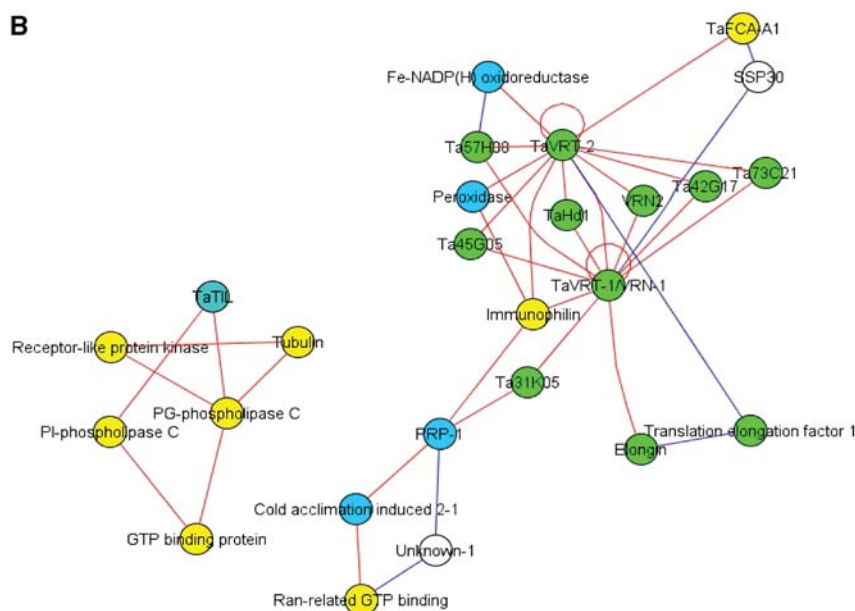 B
TaFCA-A1
Fe-NADP(H) oxidoreductase
SSP30
Ta57H08
TaVRT-2
Ta73C21
Ta42G17
Peroxidase
VRN2
TaHd1
Ta45G05
TaVRT-1/VRN-1
TaTIL
Immunophilin
Receptor-like protein kinase
Tubulin
Ta31K05
PG-phospholipase C
PI-phospholipase C
PRP-1
Translation elongation factor 1
Elongin
Cold acclimation induced 2-1
GTP binding protein
Unknown-1
Ran-related GTP binding